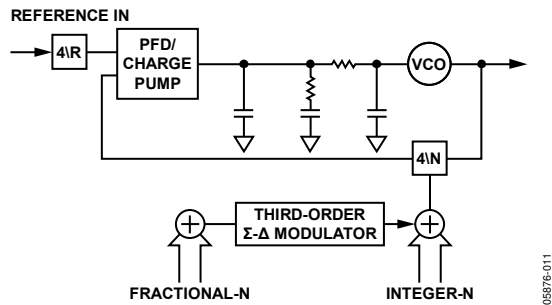 REFERENCE IN
4\R
PFD/
CHARGE
PUMP
VCO
4\N
THIRD-ORDER
Σ-Δ MODULATOR
+
+
FRACTIONAL-N
INTEGER-N
05876-011